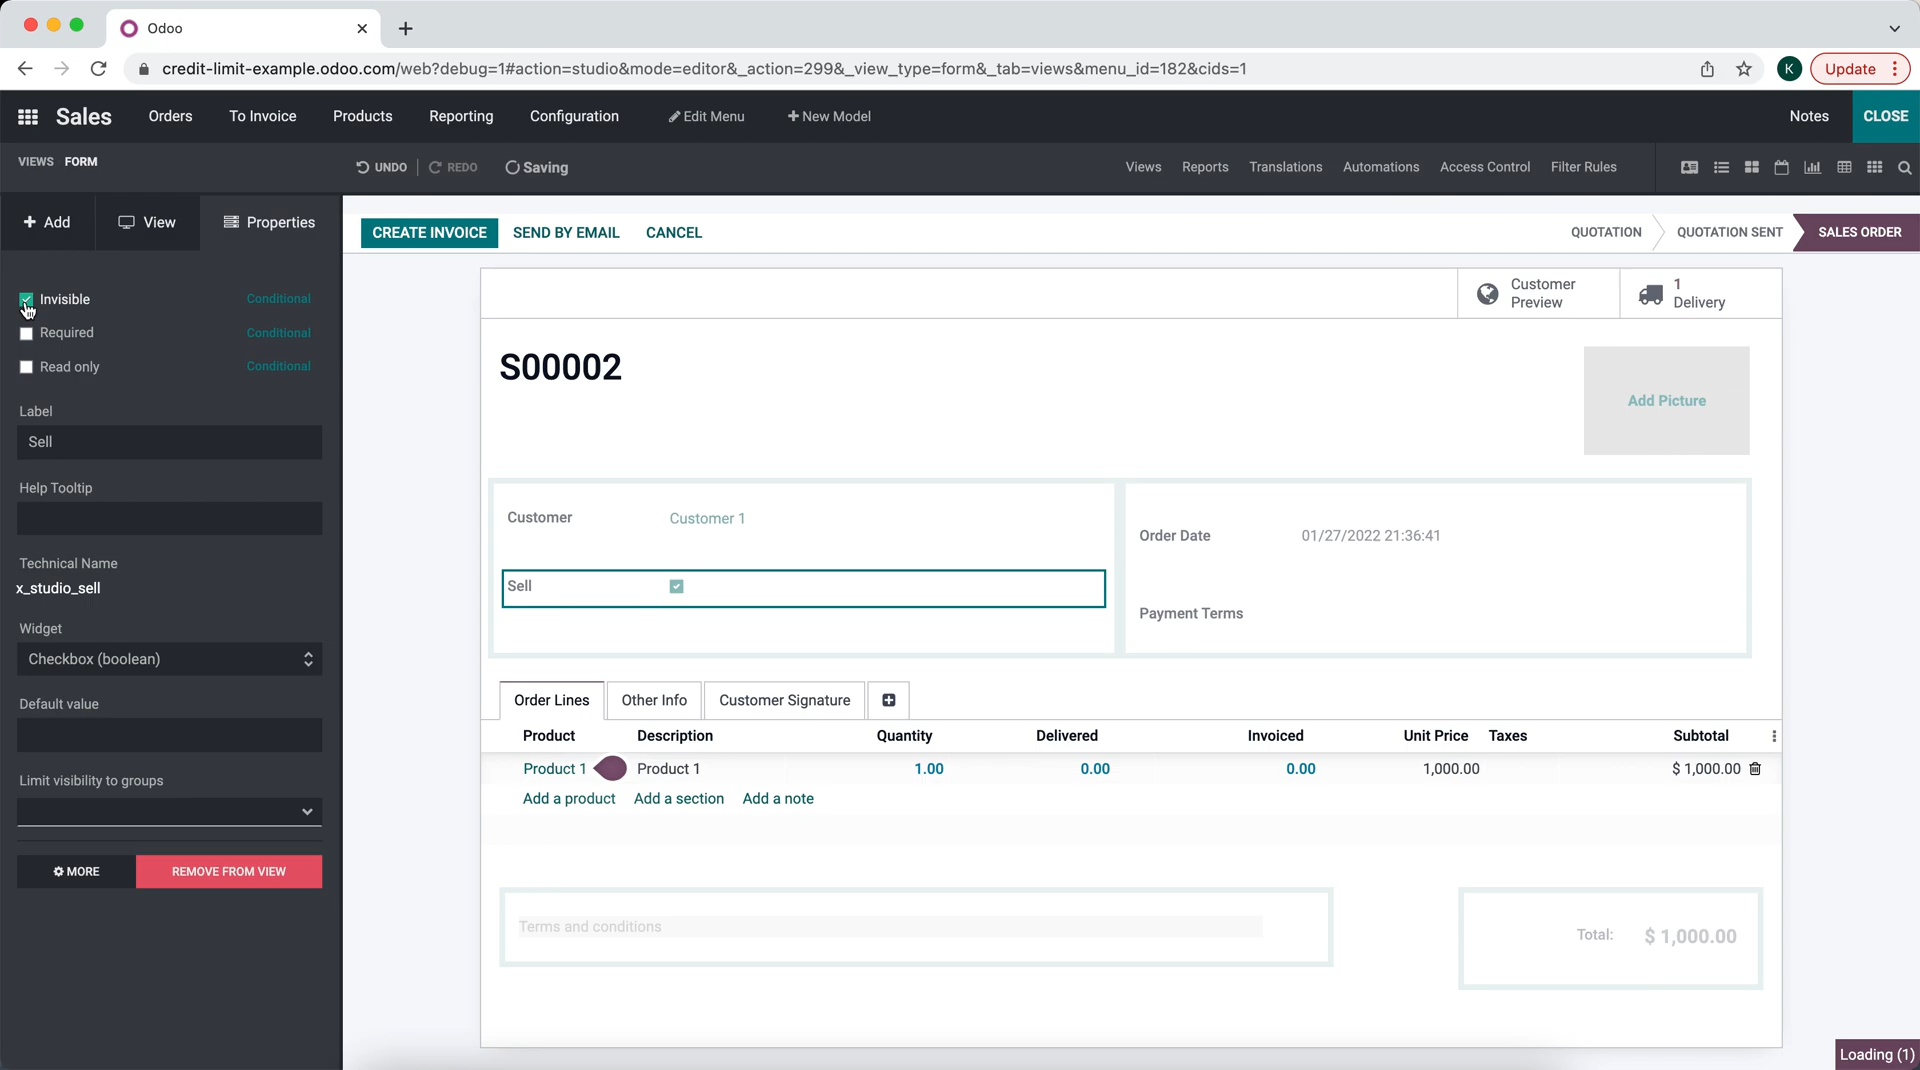 Odoo
credit-limit-example.odoo.com/web?debug=1#action=studio&mode=editor&_action=299&_view_type=form&_tab=views&menu_id=182&cids=1
K
Update
Sales
Orders
To Invoice
Products
Reporting
Configuration
Edit Menu
New Model
Notes
CLOSE
VIEWS FORM
UNDO
REDO
Saving
Views
Reports
Translations
Automations
Access Control
Filter Rules
Add
View
Properties
CREATE INVOICE
SEND BY EMAIL
CANCEL
QUOTATION
QUOTATION SENT
SALES ORDER
Invisible Conditional
Required Conditional
Read only Conditional
Label
Sell
Help Tooltip
Technical Name
x_studio_sell
Widget
Checkbox (boolean)
Default value
Limit visibility to groups
MORE
REMOVE FROM VIEW
Customer
Preview
1
Delivery
S00002
Add Picture
Customer Customer 1
Sell
Order Date 01/27/2022 21:36:41
Payment Terms
Order Lines
Other Info
Customer Signature
Product Description Quantity Delivered Invoiced Unit Price Taxes Subtotal
Product 1 Product 1 1.00 0.00 0.00 1,000.00 $ 1,000.00
Add a product Add a section Add a note
Terms and conditions
Total: $ 1,000.00
Loading (1)